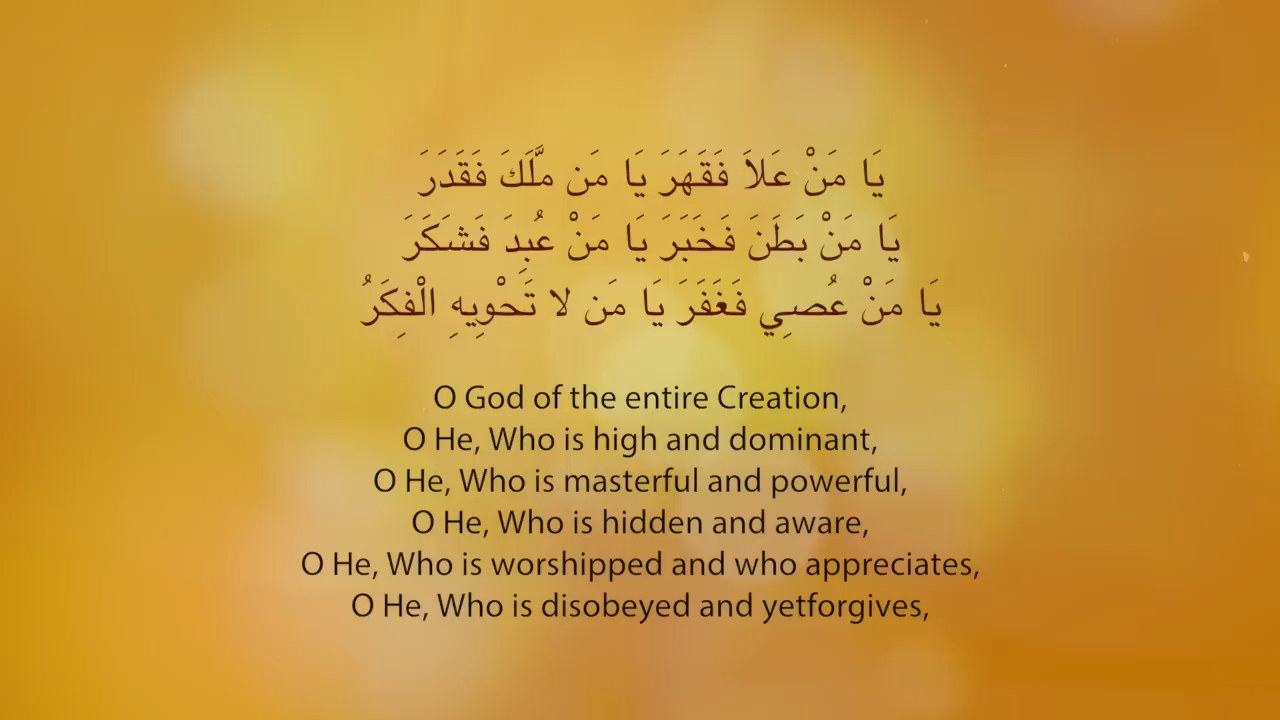 يَا مَنْ عَلاَ فَقَهَرَ يَا مَن مَّلَكَ فَقَدَرَ
يَا مَنْ بَطَنَ فَخَبَرَ يَا مَنْ عُبِدَ فَشَكَرَ
يَا مَنْ عُصِي فَغَفَرَ يَا مَن لا تَحْوِيهِ الْفِكَرُ
O God of the entire Creation,
O He, Who is high and dominant,
O He, Who is masterful and powerful,
O He, Who is hidden and aware,
O He, Who is worshipped and who appreciates,
O He, Who is disobeyed and yetforgives,